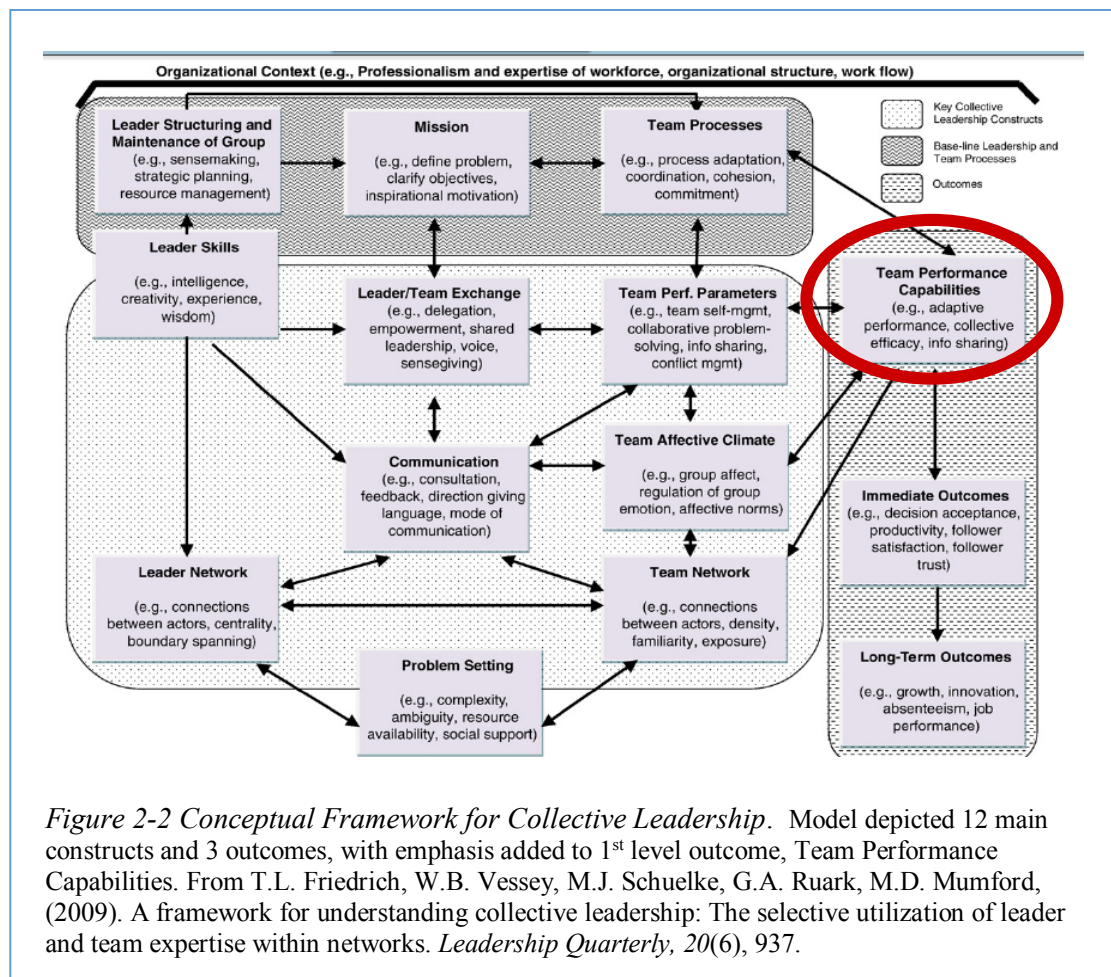 Organizational Context (e.g., Professionalism and expertise of workforce, organizational structure, work flow)
Leader Structuring and
Maintenance of Group
(e.g., sensemaking,
strategic planning,
resource management)
Mission
(e.g., define problem,
clarify objectives,
inspirational motivation)
Team Processes
(e.g., process adaptation,
coordination, cohesion,
commitment)
Key Collective
Leadership Constructs
Base-line Leadership and
Team Processes
Outcomes
Leader Skills
(e.g., intelligence,
creativity, experience,
wisdom)
Leader/Team Exchange
(e.g., delegation,
empowerment, shared
leadership, voice,
sensegiving)
Team Perf. Parameters
(e.g., team self-mgmt,
collaborative problem-
solving, info sharing,
conflict mgmt)
Team Performance
Capabilities
(e.g., adaptive
performance, collective
efficacy, info sharing)
Communication
(e.g., consultation,
feedback, direction giving
language, mode of
communication)
Team Affective Climate
(e.g., group affect,
regulation of group
emotion, affective norms)
Immediate Outcomes
(e.g., decision acceptance,
productivity, follower
satisfaction, follower
trust)
Leader Network
(e.g., connections
between actors, centrality,
boundary spanning)
Team Network
(e.g., connections
between actors, density,
familiarity, exposure)
Problem Setting
(e.g., complexity,
ambiguity, resource
availability, social support)
Long-Term Outcomes
(e.g., growth, innovation,
absenteeism, job
performance)
Figure 2-2 Conceptual Framework for Collective Leadership. Model depicted 12 main
constructs and 3 outcomes, with emphasis added to 1st level outcome, Team Performance
Capabilities. From T.L. Friedrich, W.B. Vessey, M.J. Schuelke, G.A. Ruark, M.D. Mumford,
(2009). A framework for understanding collective leadership: The selective utilization of leader
and team expertise within networks. Leadership Quarterly, 20(6), 937.